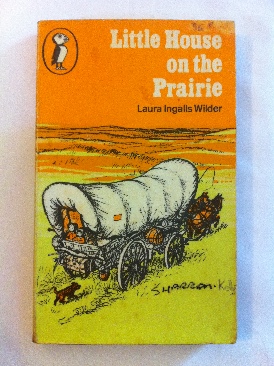 Little House
on the
Prairie
Laura Ingalls Wilder
SHARRON